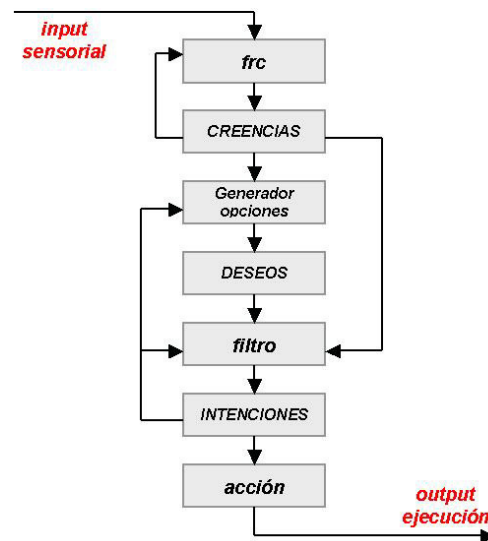 input
sensorial
frc
CREENCIAS
Generador
opciones
DESEOS
filtro
INTENCIONES
acción
output
ejecución